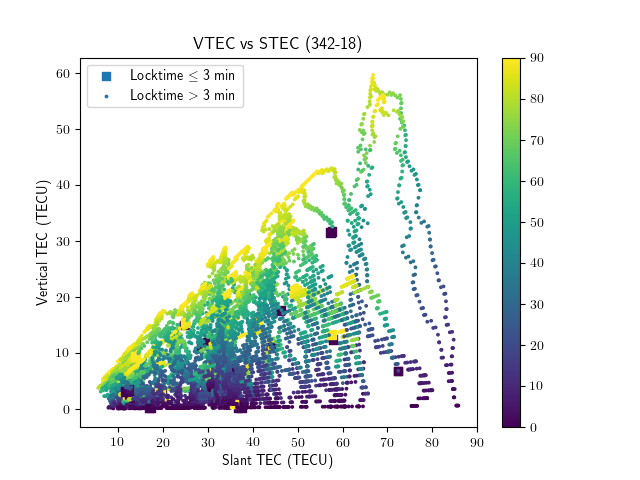 VTEC vs STEC (342-18)
Locktime ≤ 3 min
Locktime > 3 min
Vertical TEC (TECU)
60
50
40
30
20
10
0
10 20 30 40 50 60 70 80 90
Slant TEC (TECU)
90
80
70
60
50
40
30
20
10
0